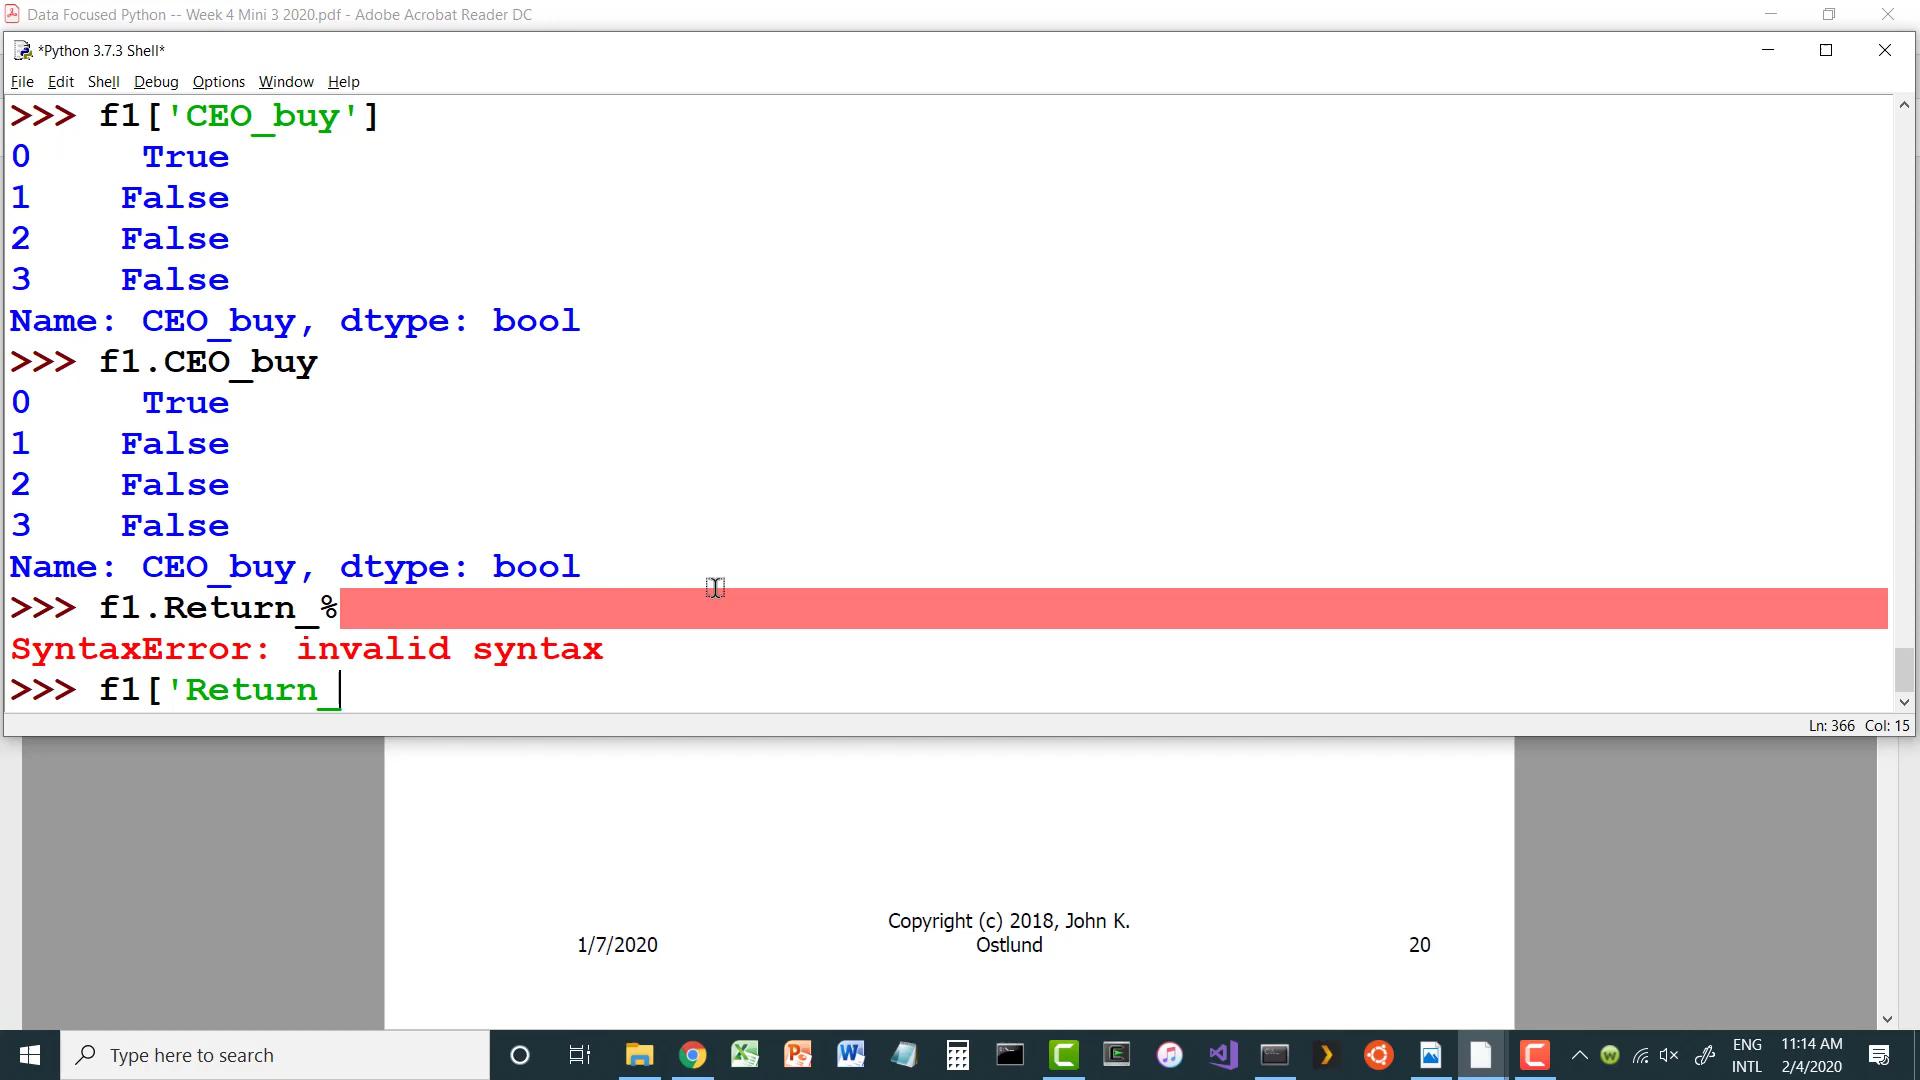 Data Focused Python -- Week 4 Mini 3 2020.pdf - Adobe Acrobat Reader DC
*Python 3.7.3 Shell*
File Edit Shell Debug Options Window Help
>>> f1['CEO_buy']
0     True
1    False
2    False
3    False
Name: CEO_buy, dtype: bool
>>> f1.CEO_buy
0     True
1    False
2    False
3    False
Name: CEO_buy, dtype: bool
>>> f1.Return_%
SyntaxError: invalid syntax
>>> f1['Return_
Ln: 366 Col: 15
Copyright (c) 2018, John K.
1/7/2020 Ostlund 20
Type here to search
ENG 11:14 AM
INTL 2/4/2020